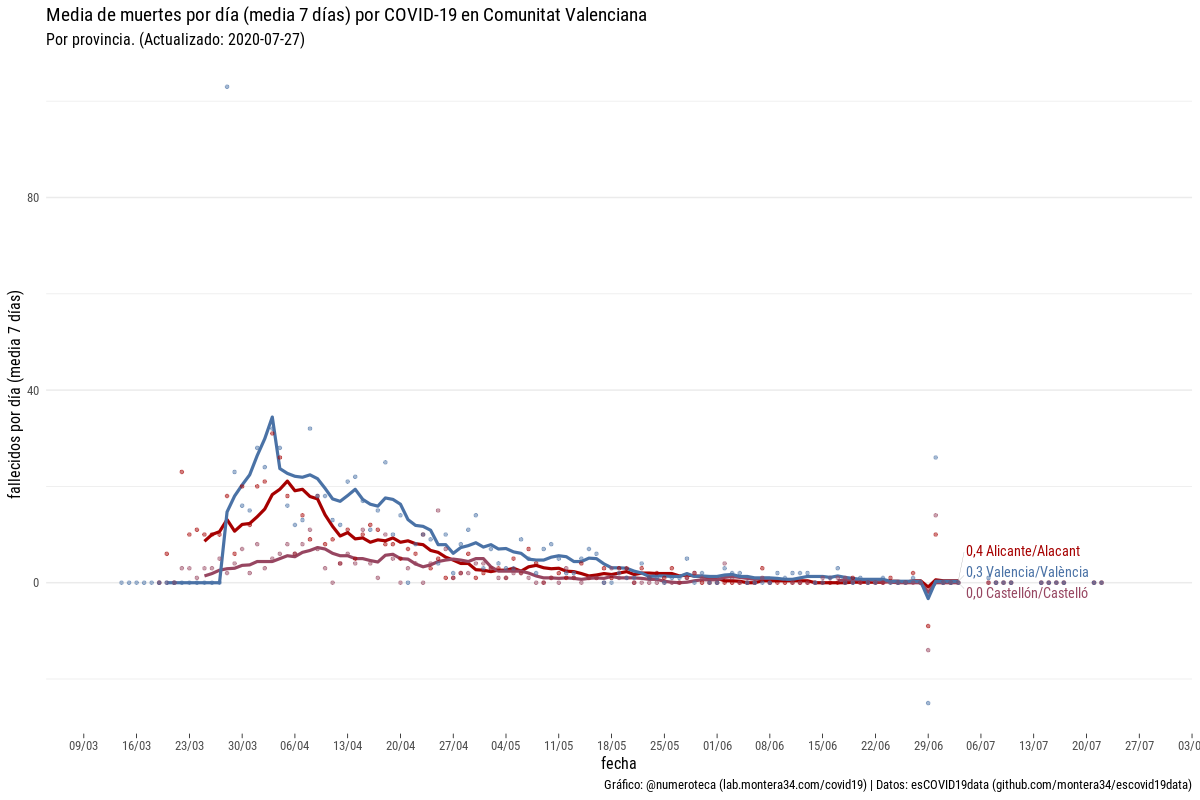 Media de muertes por día (media 7 días) por COVID-19 en Comunitat Valenciana
Por provincia. (Actualizado: 2020-07-27)
fallecidos por día (media 7 días)
80
40
0
0,4 Alicante/Alacant
0,3 Valencia/València
0,0 Castellón/Castelló
09/03 16/03 23/03 30/03 06/04 13/04 20/04 27/04 04/05 11/05 18/05 25/05 01/06 08/06 15/06 22/06 29/06 06/07 13/07 20/07 27/07 03/0
fecha
Gráfico: @numeroteca (lab.montera34.com/covid19) | Datos: esCOVID19data (github.com/montera34/escovid19data)